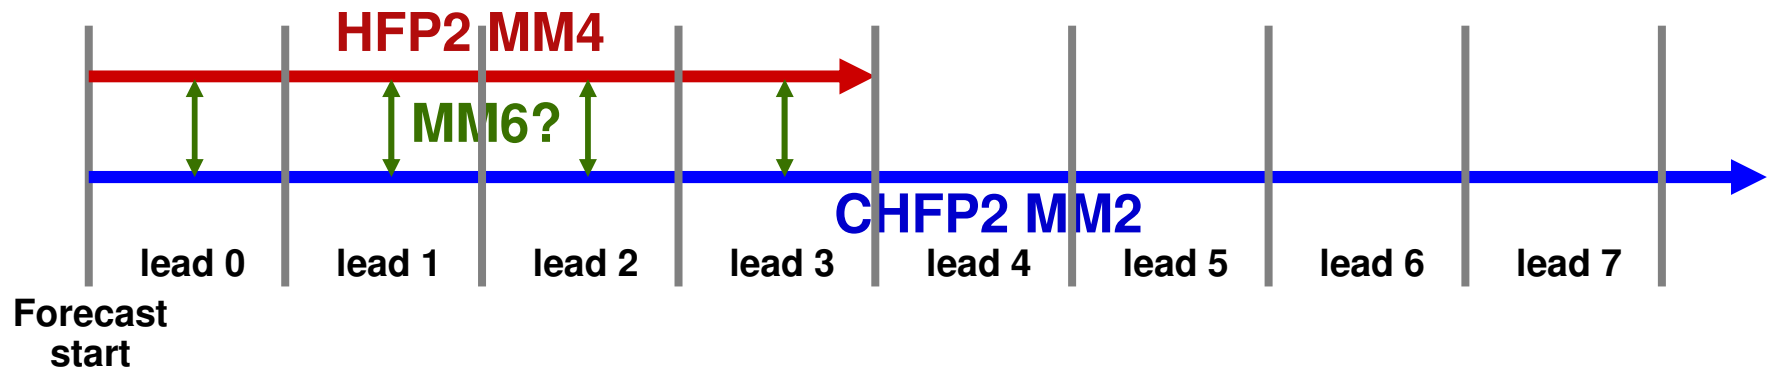 HFP2 MM4
MM6?
CHFP2 MM2
lead 0
lead 1
lead 2
lead 3
lead 4
lead 5
lead 6
lead 7
Forecast
start